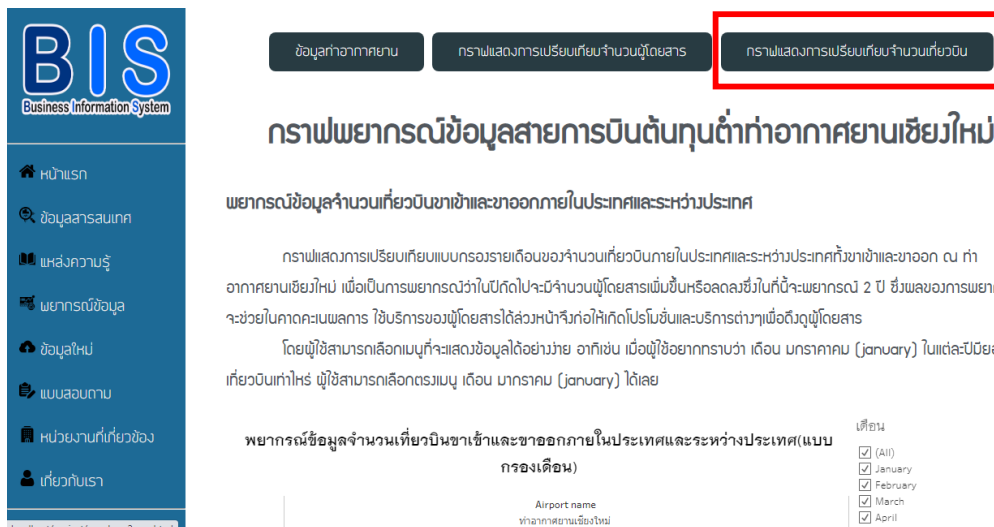 BIS
Business Information System
หน้าแรก
ข้อมูลสารสนเทศ
แหล่งความรู้
พยากรณ์ข้อมูล
ข้อมูลใหม่
แบบสอบถาม
หน่วยงานที่เกี่ยวข้อง
เกี่ยวกับเรา
ข้อมูลท่าอากาศยาน
กราฟแสดงการเปรียบเทียบจำนวนผู้โดยสาร
กราฟแสดงการเปรียบเทียบจำนวนเที่ยวบิน
กราฟพยากรณ์ข้อมูลสายการบินต้นทุนต่ำท่าอากาศยานเชียงใหม่
พยากรณ์ข้อมูลจำนวนเที่ยวบินขาเข้าและขาออกภายในประเทศและระหว่างประเทศ
กราฟแสดงการเปรียบเทียบแบบกรองรายเดือนของจำนวนเที่ยวบินภายในประเทศและระหว่างประเทศทั้งขาเข้าและขาออก ณ ท่า
อากาศยานเชียงใหม่ เพื่อเป็นการพยากรณ์ว่าในปีถัดไปจะมีจำนวนผู้โดยสารเพิ่มขึ้นหรือลดลงซึ่งในที่นี้จะพยากรณ์ 2 ปี ซึ่งผลของการพยา
จะช่วยในคาดคะเนผลการ ใช้บริการของผู้โดยสารได้ล่วงหน้าจึงก่อให้เกิดโปรโมชั่นและบริการต่างๆเพื่อดึงดูผู้โดยสาร
โดยผู้ใช้สามารถเลือกเมนูที่จะแสดงข้อมูลได้อย่างง่าย อาทิเช่น เมื่อผู้ใช้อยากทราบว่า เดือน มกราคาคม (january) ในแต่ละปีมียอ
เที่ยวบินเท่าไหร่ ผู้ใช้สามารถเลือกตรงเมนู เดือน มากราคม (january) ได้เลย
พยากรณ์ข้อมูลจำนวนเที่ยวบินขาเข้าและขาออกภายในประเทศและระหว่างประเทศ(แบบ
กรองเดือน)
Airport name
ท่าอากาศยานเชียงใหม่
เดือน
(All)
January
February
March
April